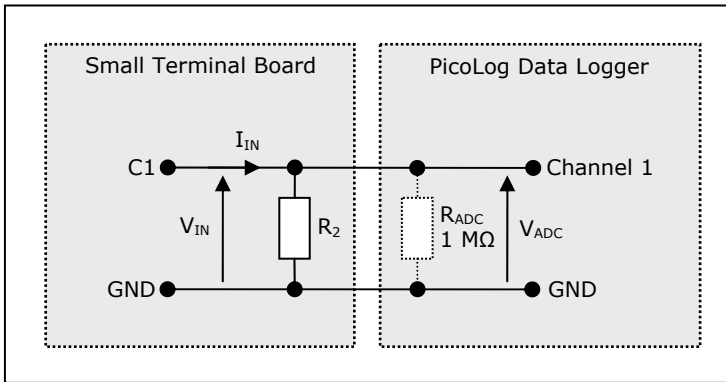 Small Terminal Board
PicoLog Data Logger
I_IN
C1
Channel 1
V_IN
R_2
R_ADC
1 MΩ
V_ADC
GND
GND